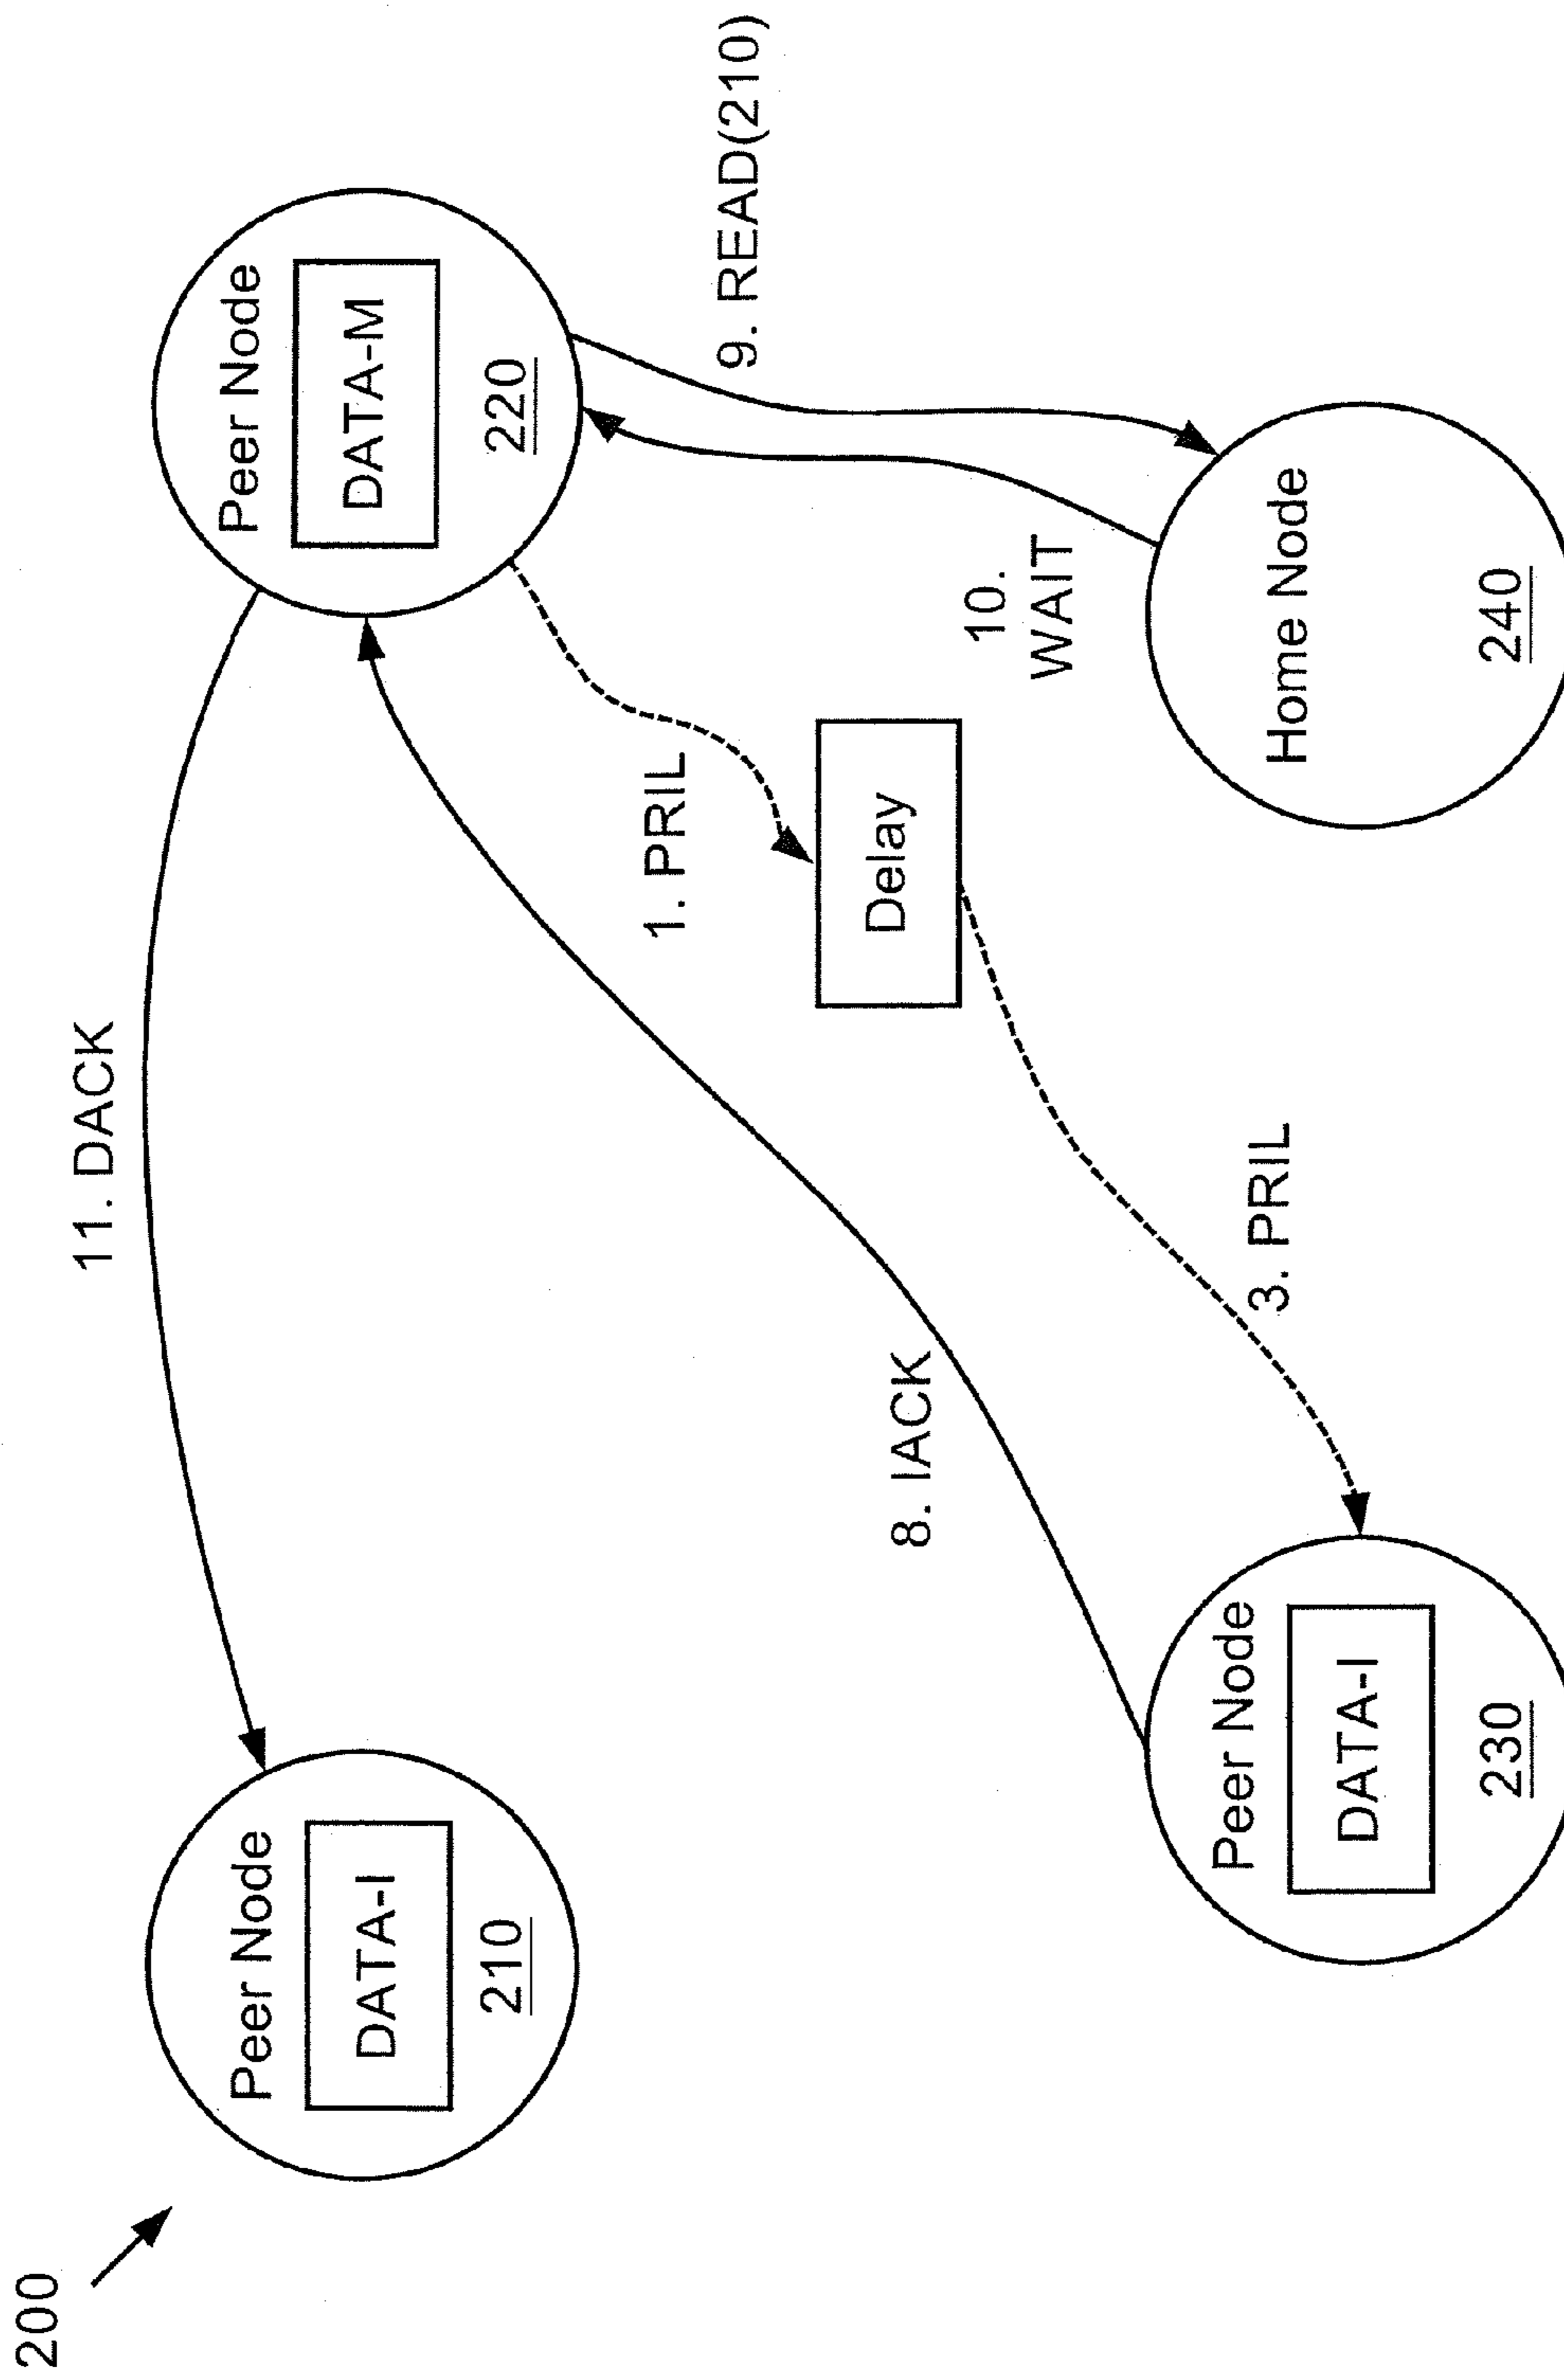 200
11. DACK
Peer Node
DATA-I
210
Peer Node
DATA-M
220
9. READ(210)
1. PRIL
Delay
8. IACK
10.
WAIT
3. PRIL
Peer Node
DATA-I
230
Home Node
240